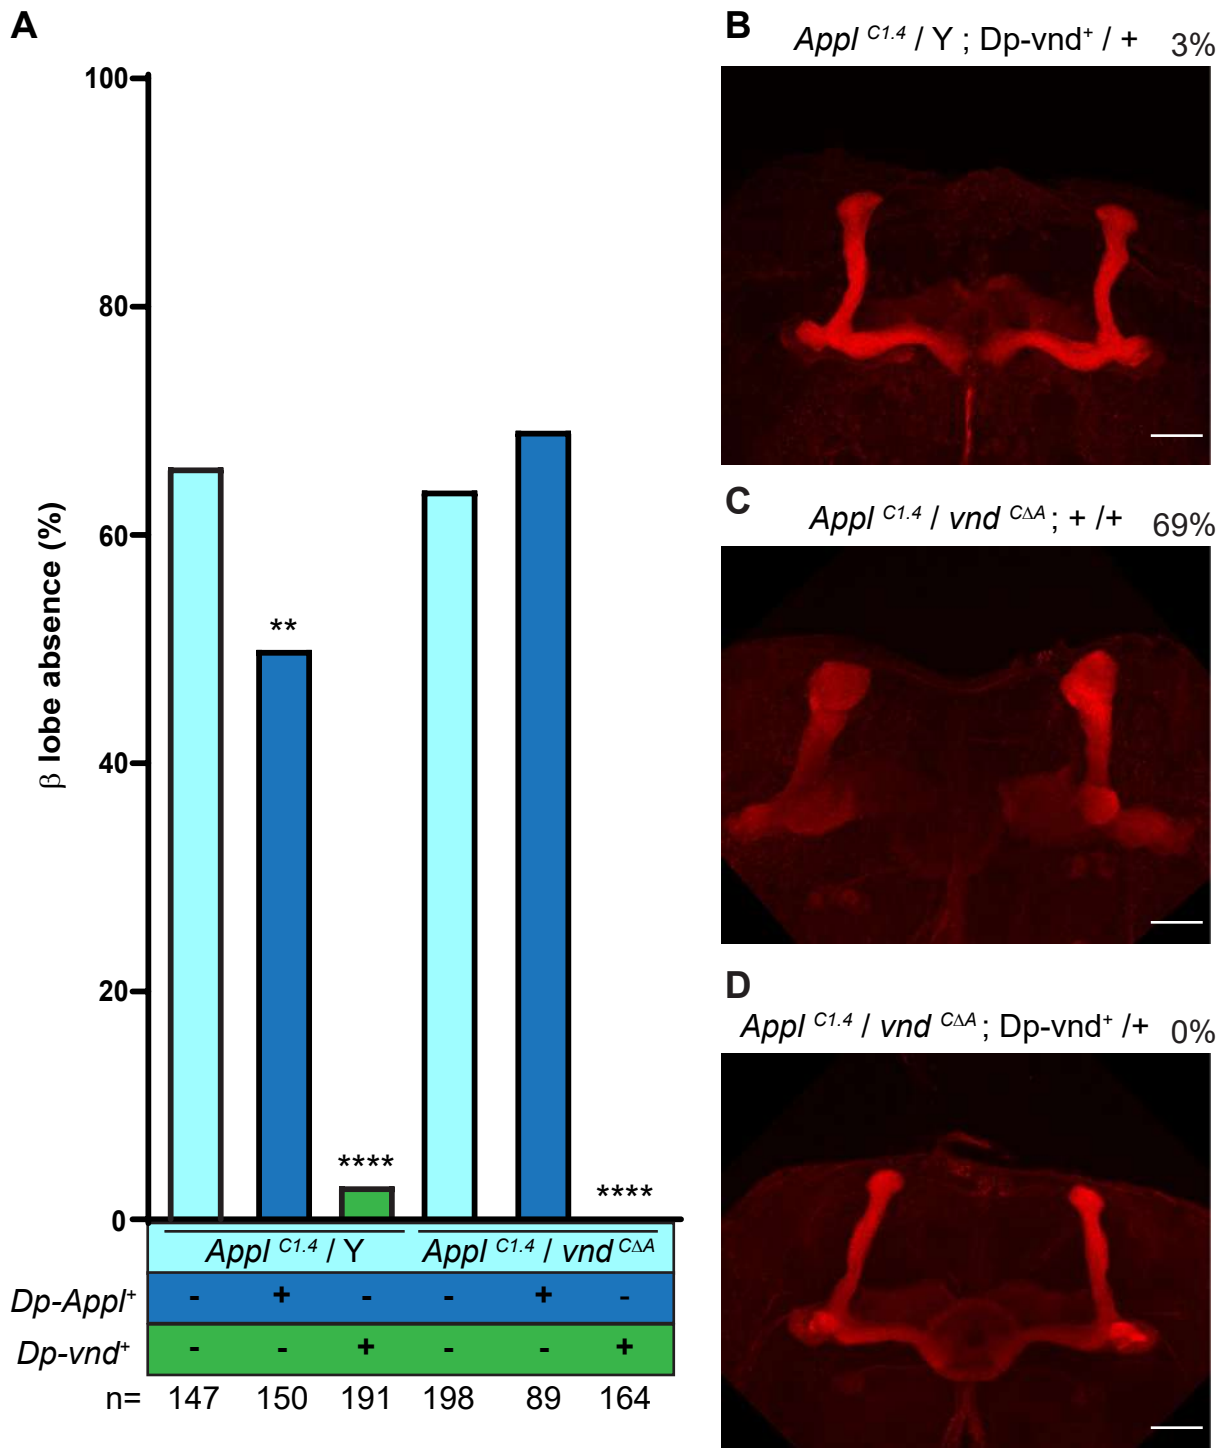 A
100
80
60
40
20
0
β lobe absence (%)
**
****
****
Appl C1.4 / Y
Appl C1.4 / vnd CΔA
Dp-Appl+ - + - - + -
Dp-vnd+ - - + - - +
n= 147 150 191 198 89 164
B
Appl C1.4 / Y ; Dp-vnd+ / + 3%
C
Appl C1.4 / vnd CΔA ; + /+ 69%
D
Appl C1.4 / vnd CΔA ; Dp-vnd+ /+ 0%